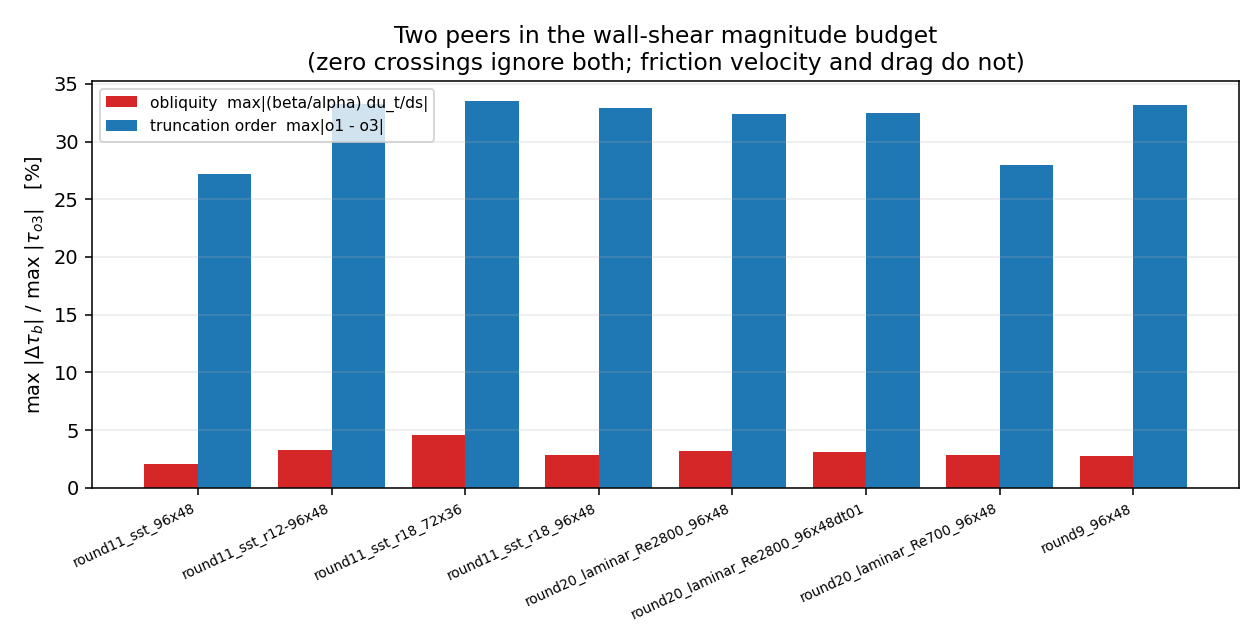 Two peers in the wall-shear magnitude budget
(zero crossings ignore both; friction velocity and drag do not)
max |Δτ_b| / max |τ_o3|   [%]
35
30
25
20
15
10
5
0
obliquity  max|(beta/alpha) du_t/ds|
truncation order  max|o1 - o3|
round11_sst_96x48
round11_sst_r12-96x48
round11_sst_r18_72x36
round11_sst_r18_96x48
round20_laminar_Re2800_96x48
round20_laminar_Re2800_96x48dt01
round20_laminar_Re700_96x48
round9_96x48